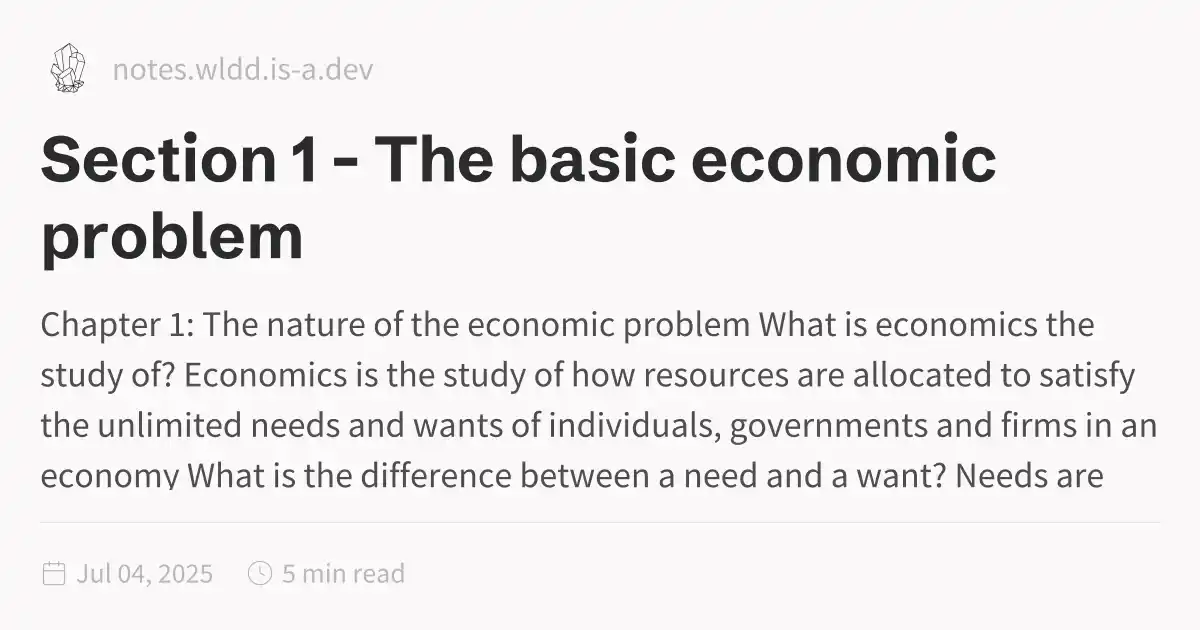 notes.wldd.is-a.dev
Section 1 - The basic economic
problem
Chapter 1: The nature of the economic problem What is economics the
study of? Economics is the study of how resources are allocated to satisfy
the unlimited needs and wants of individuals, governments and firms in an
economy What is the difference between a need and a want? Needs are
Jul 04, 2025
5 min read